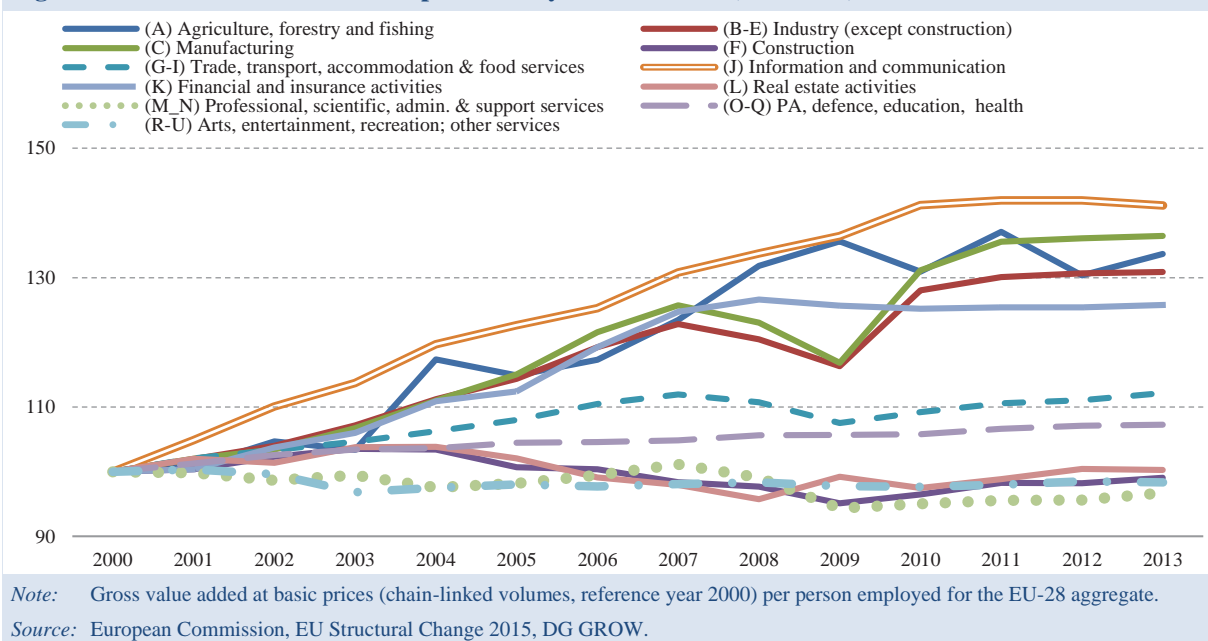 (A) Agriculture, forestry and fishing
(B-E) Industry (except construction)
(C) Manufacturing
(F) Construction
(G-I) Trade, transport, accommodation & food services
(J) Information and communication
(K) Financial and insurance activities
(L) Real estate activities
(M_N) Professional, scientific, admin. & support services
(O-Q) PA, defence, education, health
(R-U) Arts, entertainment, recreation; other services
150
130
110
90
2000 2001 2002 2003 2004 2005 2006 2007 2008 2009 2010 2011 2012 2013
Note: Gross value added at basic prices (chain-linked volumes, reference year 2000) per person employed for the EU-28 aggregate.
Source: European Commission, EU Structural Change 2015, DG GROW.